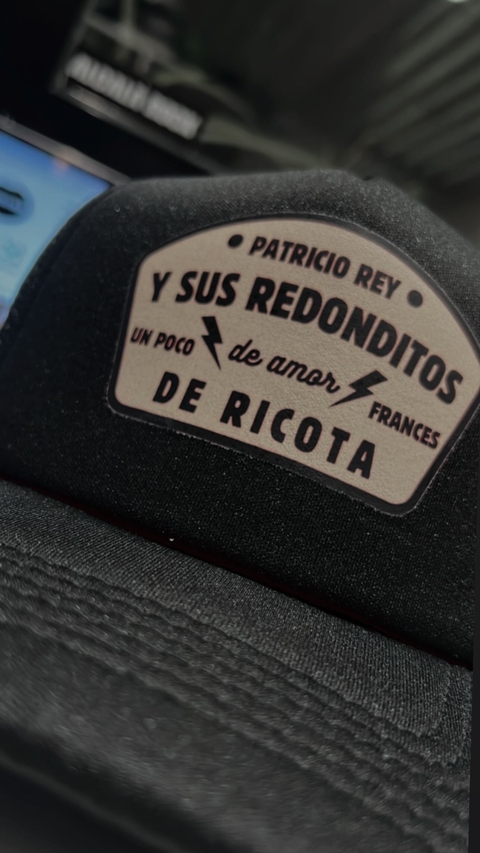 PATRICIO REY
Y SUS REDONDITOS
UN POCO de amor FRANCES
DE RICOTA